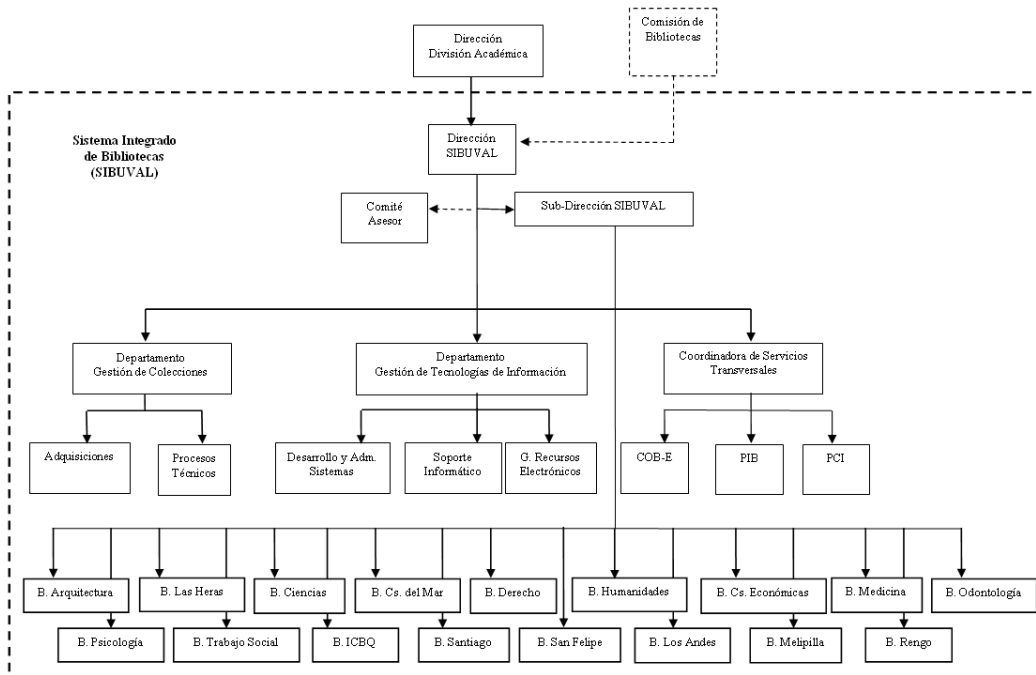 Dirección
División Académica
Comisión de
Bibliotecas
Sistema Integrado
de Bibliotecas
(SIBUVAL)
Dirección
SIBUVAL
Comité
Asesor
Sub-Dirección SIBUVAL
Departamento
Gestión de Colecciones
Departamento
Gestión de Tecnologías de Información
Coordinadora de Servicios
Transversales
Adquisiciones
Procesos
Técnicos
Desarrollo y Adm.
Sistemas
Soporte
Informático
G. Recursos
Electrónicos
COB-E
PIB
PCI
B. Arquitectura
B. Las Heras
B. Ciencias
B. Cs. del Mar
B. Derecho
B. Humanidades
B. Cs. Económicas
B. Medicina
B. Odontología
B. Psicología
B. Trabajo Social
B. ICBQ
B. Santiago
B. San Felipe
B. Los Andes
B. Melipilla
B. Rengo